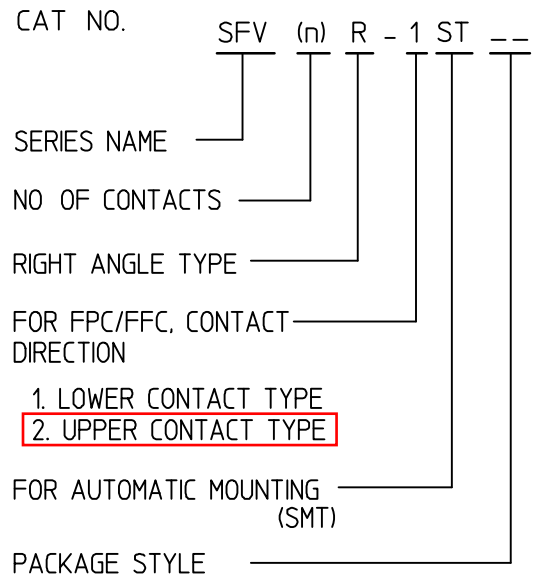 CAT NO.
SFV (n) R - 1 ST _ _
SERIES NAME
NO OF CONTACTS
RIGHT ANGLE TYPE
FOR FPC/FFC, CONTACT
DIRECTION
1. LOWER CONTACT TYPE
2. UPPER CONTACT TYPE
FOR AUTOMATIC MOUNTING
(SMT)
PACKAGE STYLE